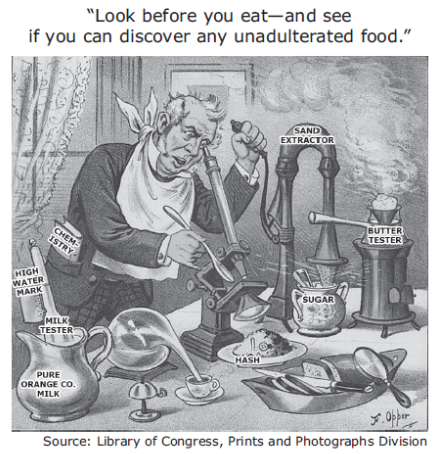 “Look before you eat—and see
if you can discover any unadulterated food.”
SAND
EXTRACTOR
CHEM-
ISTRY
BUTTER
TESTER
HIGH
WATER
MARK
SUGAR
MILK
TESTER
HASH
PURE
ORANGE CO.
MILK
F. Opper
Source: Library of Congress, Prints and Photographs Division